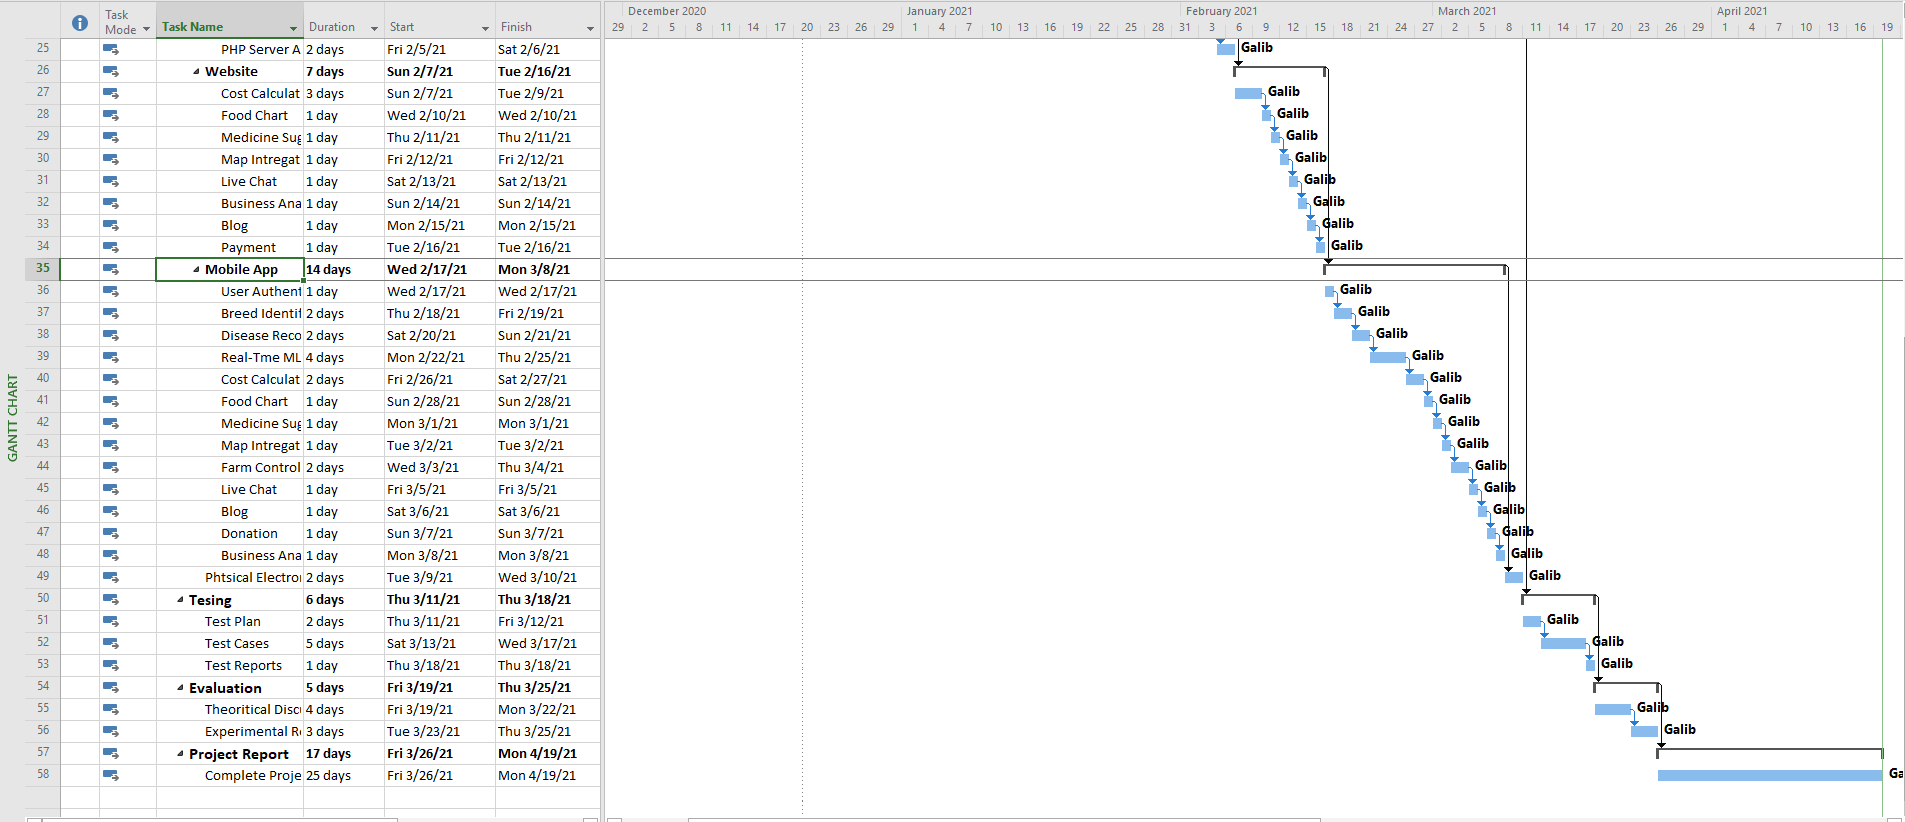 Task Mode Task Name Duration Start Finish
December 2020 January 2021 February 2021 March 2021 April 2021
29 2 5 8 11 14 17 20 23 26 29 1 4 7 10 13 16 19 22 25 28 31 3 6 9 12 15 18 21 24 27 2 5 8 11 14 17 20 23 26 29 1 4 7 10 13 16 19
25 PHP Server A 2 days Fri 2/5/21 Sat 2/6/21 Galib
26 Website 7 days Sun 2/7/21 Tue 2/16/21
27 Cost Calculat 3 days Sun 2/7/21 Tue 2/9/21 Galib
28 Food Chart 1 day Wed 2/10/21 Wed 2/10/21 Galib
29 Medicine Sug 1 day Thu 2/11/21 Thu 2/11/21 Galib
30 Map Intregat 1 day Fri 2/12/21 Fri 2/12/21 Galib
31 Live Chat 1 day Sat 2/13/21 Sat 2/13/21 Galib
32 Business Ana 1 day Sun 2/14/21 Sun 2/14/21 Galib
33 Blog 1 day Mon 2/15/21 Mon 2/15/21 Galib
34 Payment 1 day Tue 2/16/21 Tue 2/16/21 Galib
35 Mobile App 14 days Wed 2/17/21 Mon 3/8/21
36 User Authent 1 day Wed 2/17/21 Wed 2/17/21 Galib
37 Breed Identif 2 days Thu 2/18/21 Fri 2/19/21 Galib
38 Disease Reco 2 days Sat 2/20/21 Sun 2/21/21 Galib
39 Real-Tme ML 4 days Mon 2/22/21 Thu 2/25/21 Galib
40 Cost Calculat 2 days Fri 2/26/21 Sat 2/27/21 Galib
41 Food Chart 1 day Sun 2/28/21 Sun 2/28/21 Galib
42 Medicine Sug 1 day Mon 3/1/21 Mon 3/1/21 Galib
43 Map Intregat 1 day Tue 3/2/21 Tue 3/2/21 Galib
44 Farm Control 2 days Wed 3/3/21 Thu 3/4/21 Galib
45 Live Chat 1 day Fri 3/5/21 Fri 3/5/21 Galib
46 Blog 1 day Sat 3/6/21 Sat 3/6/21 Galib
47 Donation 1 day Sun 3/7/21 Sun 3/7/21 Galib
48 Business Ana 1 day Mon 3/8/21 Mon 3/8/21 Galib
49 Phtsical Electro 2 days Tue 3/9/21 Wed 3/10/21 Galib
50 Tesing 6 days Thu 3/11/21 Thu 3/18/21
51 Test Plan 2 days Thu 3/11/21 Fri 3/12/21 Galib
52 Test Cases 5 days Sat 3/13/21 Wed 3/17/21 Galib
53 Test Reports 1 day Thu 3/18/21 Thu 3/18/21 Galib
54 Evaluation 5 days Fri 3/19/21 Thu 3/25/21
55 Theoritical Disc 4 days Fri 3/19/21 Mon 3/22/21 Galib
56 Experimental R 3 days Tue 3/23/21 Thu 3/25/21 Galib
57 Project Report 17 days Fri 3/26/21 Mon 4/19/21
58 Complete Proje 25 days Fri 3/26/21 Mon 4/19/21 Ga
GANTT CHART